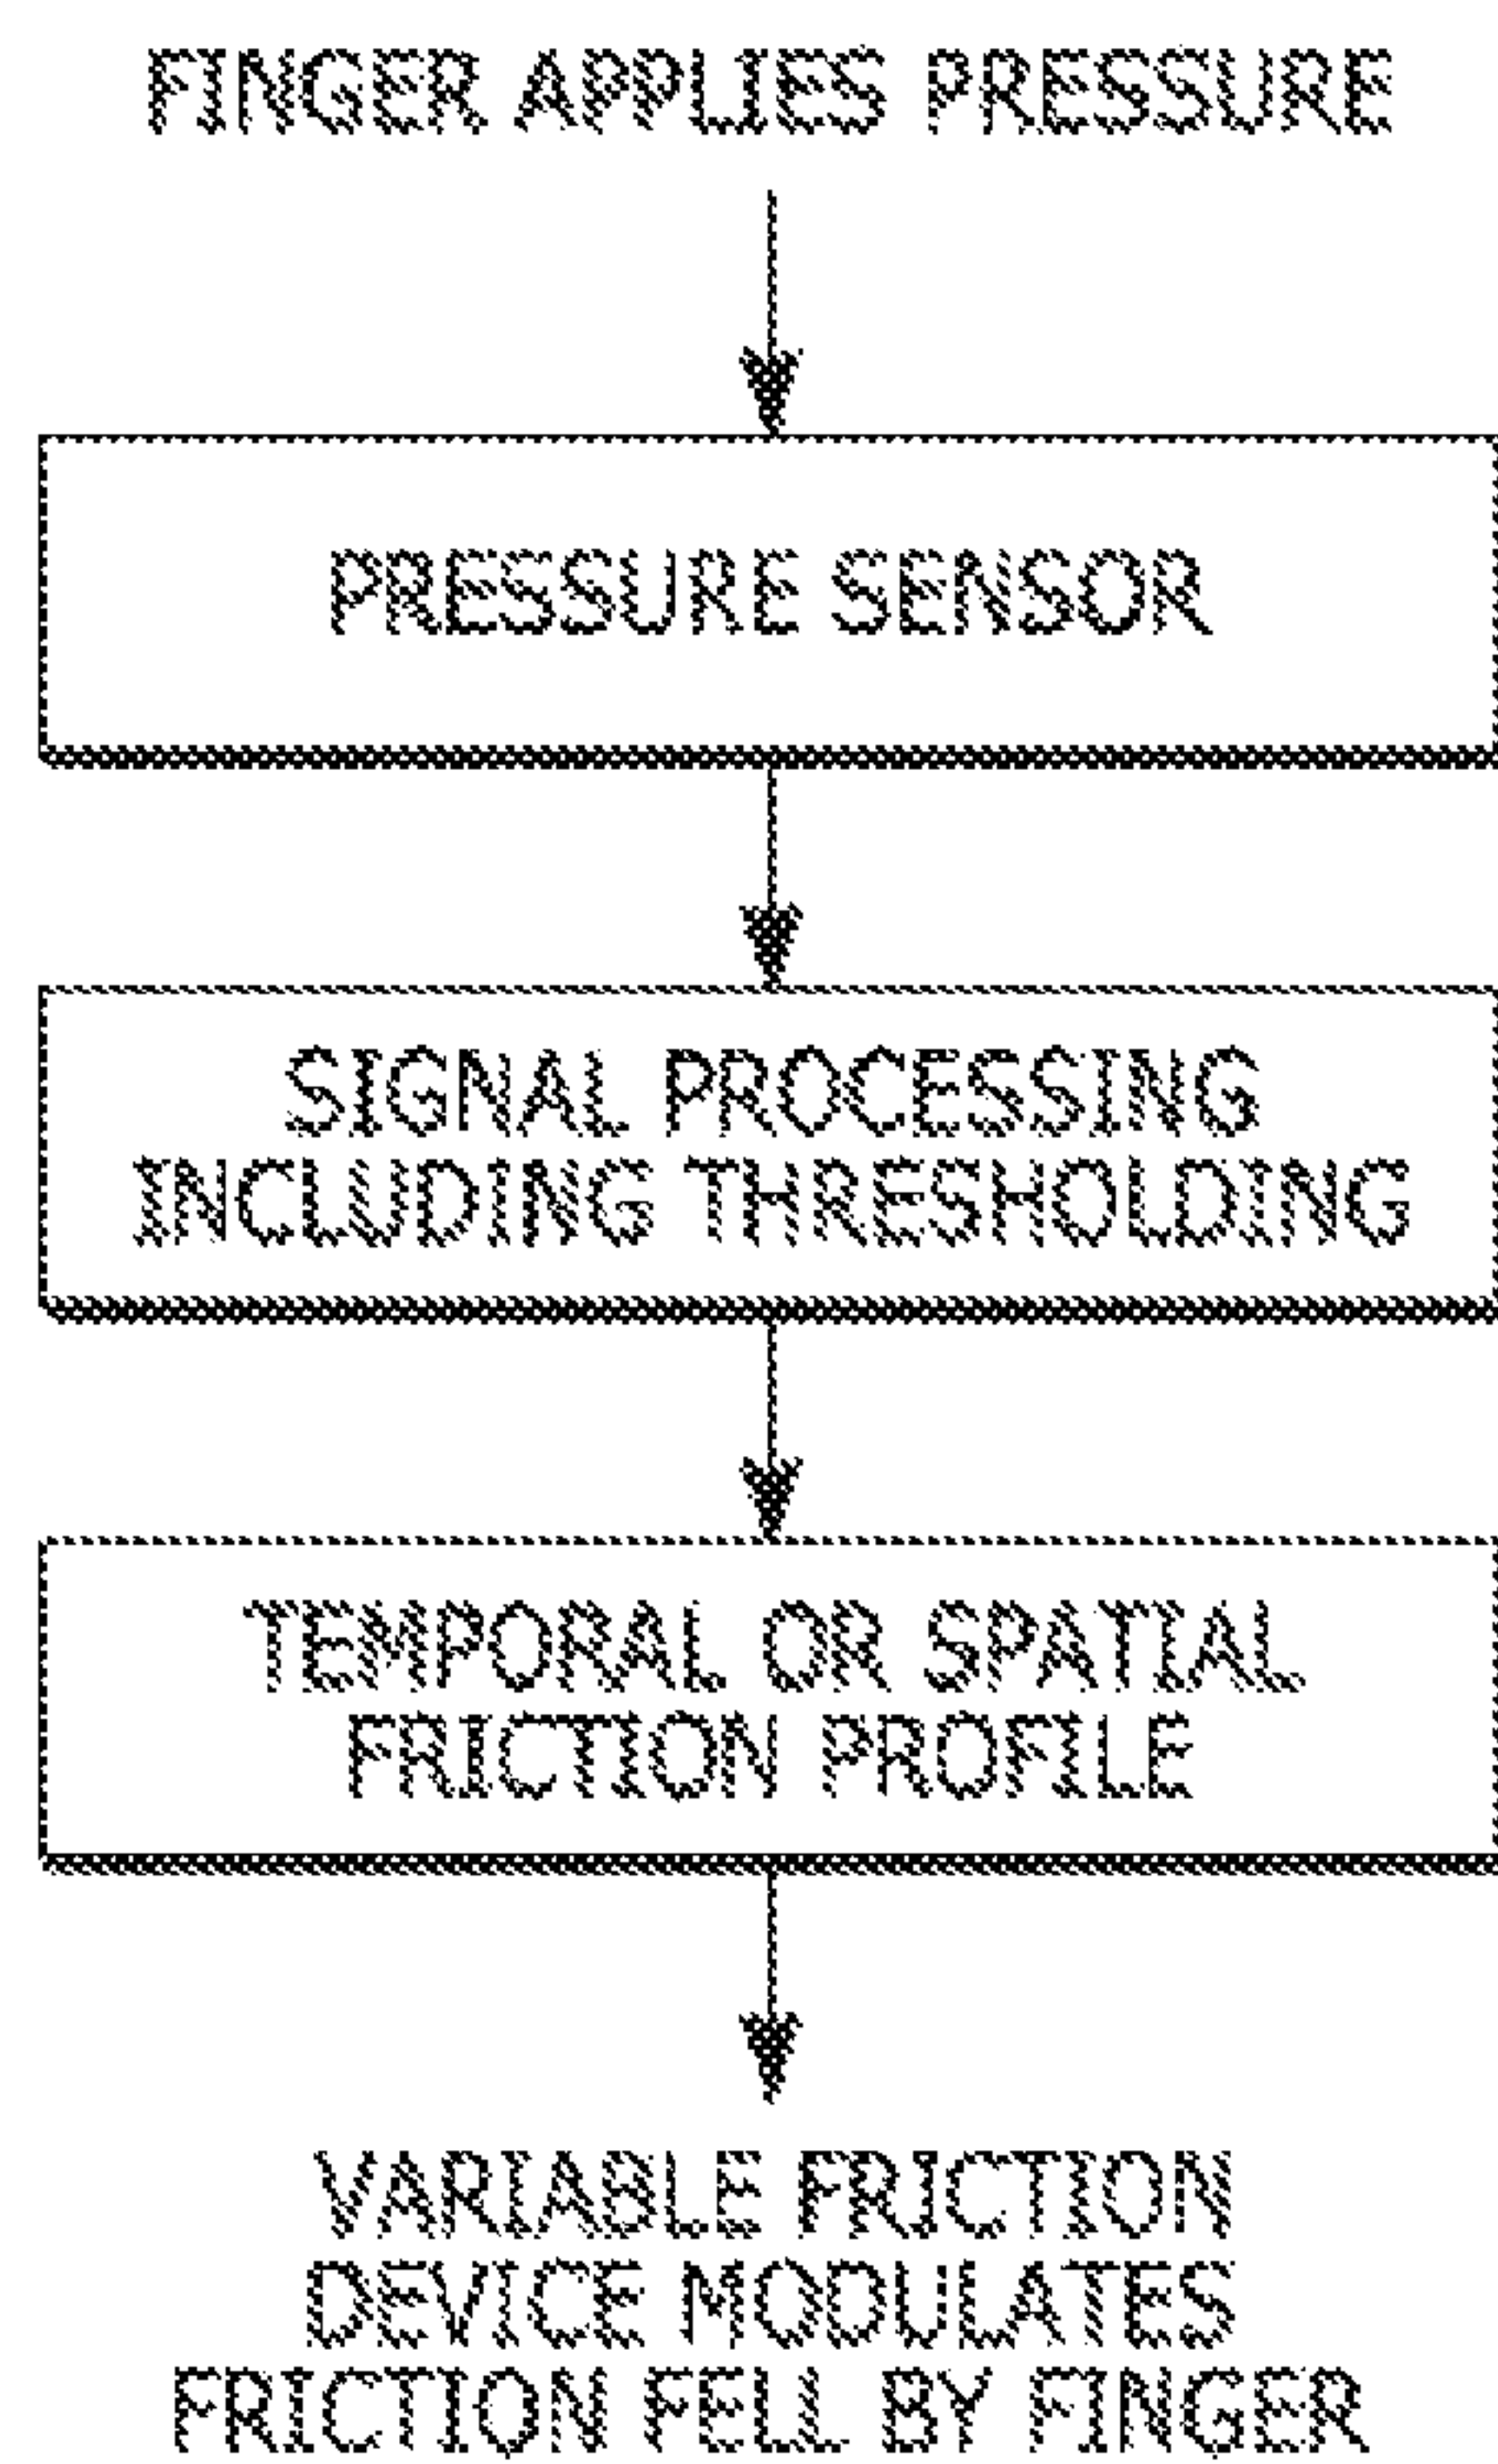 FINGER APPLIES PRESSURE
PRESSURE SENSOR
SIGNAL PROCESSING
INCLUDING THRESHOLDING
TEMPORAL OR SPATIAL
FRICTION PROFILE
VARIABLE FRICTION
DEVICE MODULATES
FRICTION FELL BY FINGER